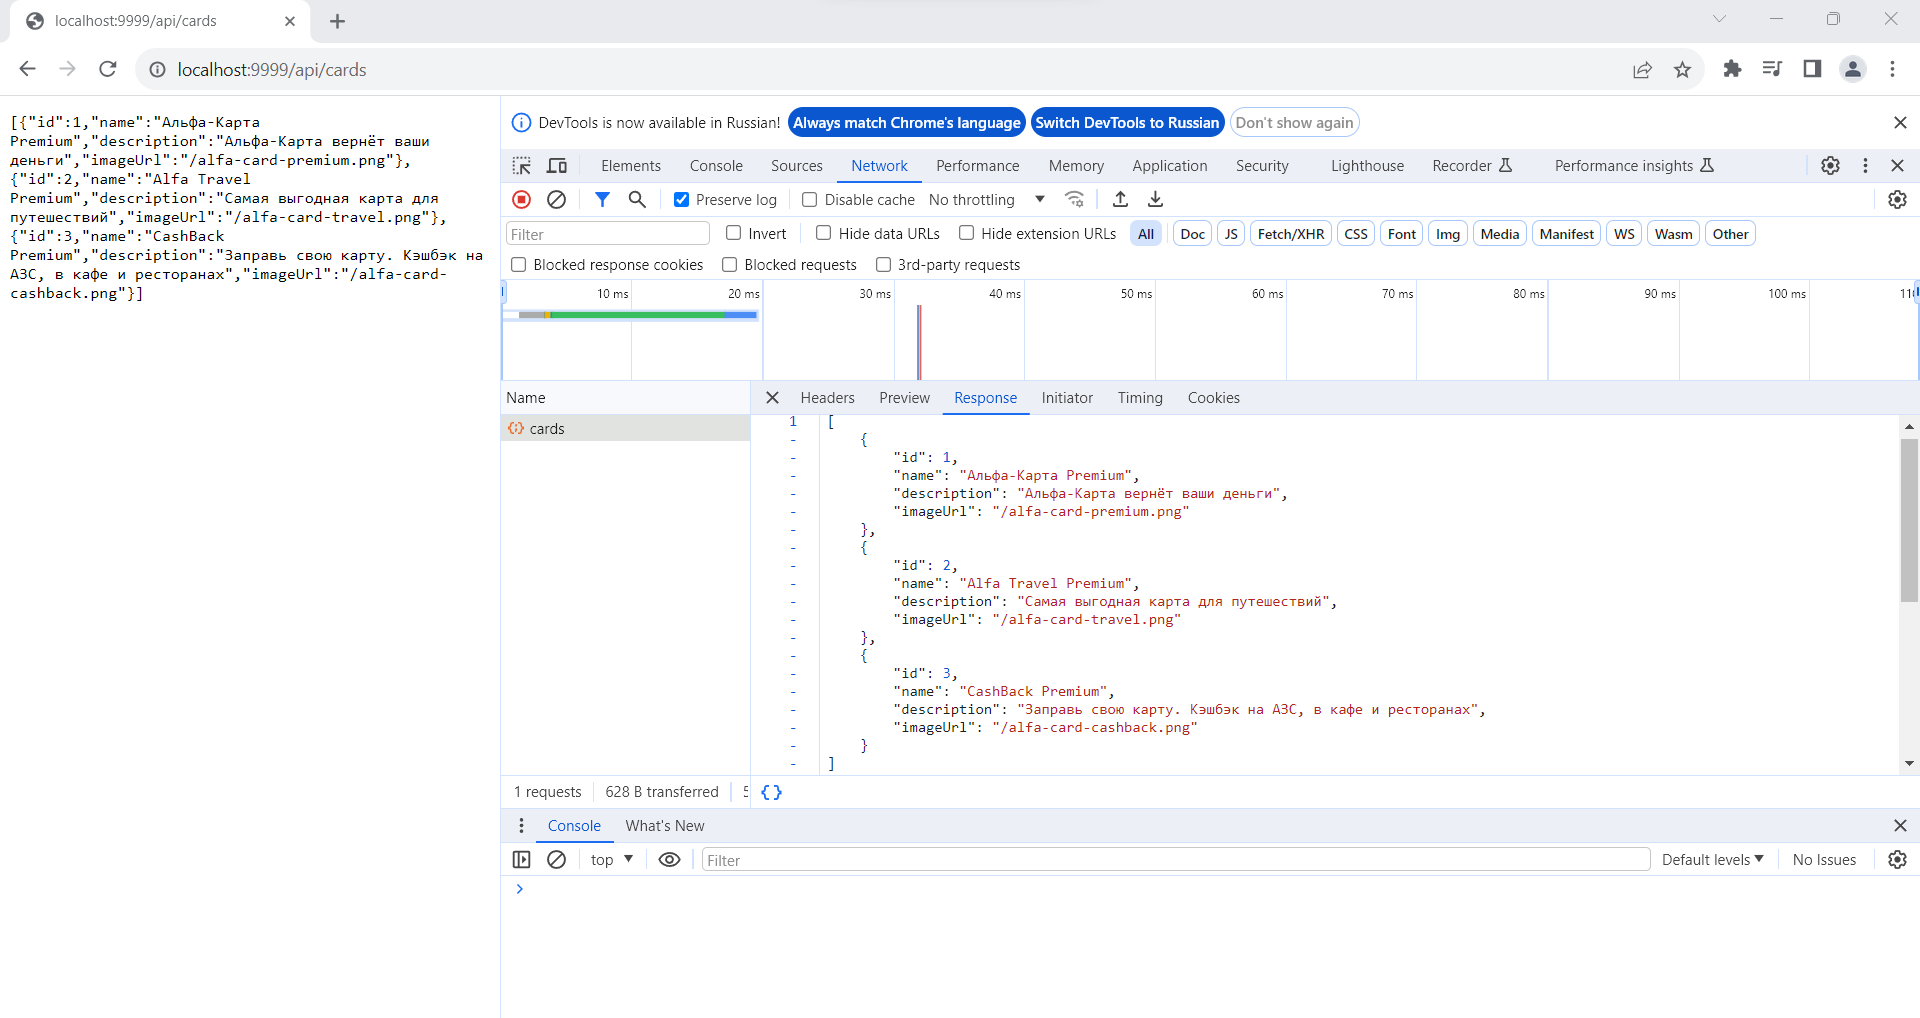 localhost:9999/api/cards
localhost:9999/api/cards
[{"id":1,"name":"Альфа-Карта
Premium","description":"Альфа-Карта вернёт ваши
деньги","imageUrl":"/alfa-card-premium.png"},
{"id":2,"name":"Alfa Travel
Premium","description":"Самая выгодная карта для
путешествий","imageUrl":"/alfa-card-travel.png"},
{"id":3,"name":"CashBack
Premium","description":"Заправь свою карту. Кэшбэк на
АЗС, в кафе и ресторанах","imageUrl":"/alfa-card-
cashback.png"}]
DevTools is now available in Russian! Always match Chrome's language Switch DevTools to Russian Don't show again
Elements Console Sources Network Performance Memory Application Security Lighthouse Recorder Performance insights
Preserve log Disable cache No throttling
Filter Invert Hide data URLs Hide extension URLs All Doc JS Fetch/XHR CSS Font Img Media Manifest WS Wasm Other
Blocked response cookies Blocked requests 3rd-party requests
10 ms 20 ms 30 ms 40 ms 50 ms 60 ms 70 ms 80 ms 90 ms 100 ms
Name
cards
Headers Preview Response Initiator Timing Cookies
1 [
- {
- "id": 1,
- "name": "Альфа-Карта Premium",
- "description": "Альфа-Карта вернёт ваши деньги",
- "imageUrl": "/alfa-card-premium.png"
- },
- {
- "id": 2,
- "name": "Alfa Travel Premium",
- "description": "Самая выгодная карта для путешествий",
- "imageUrl": "/alfa-card-travel.png"
- },
- {
- "id": 3,
- "name": "CashBack Premium",
- "description": "Заправь свою карту. Кэшбэк на АЗС, в кафе и ресторанах",
- "imageUrl": "/alfa-card-cashback.png"
- }
- ]
1 requests 628 B transferred
{}
Console What's New
top Filter Default levels No Issues